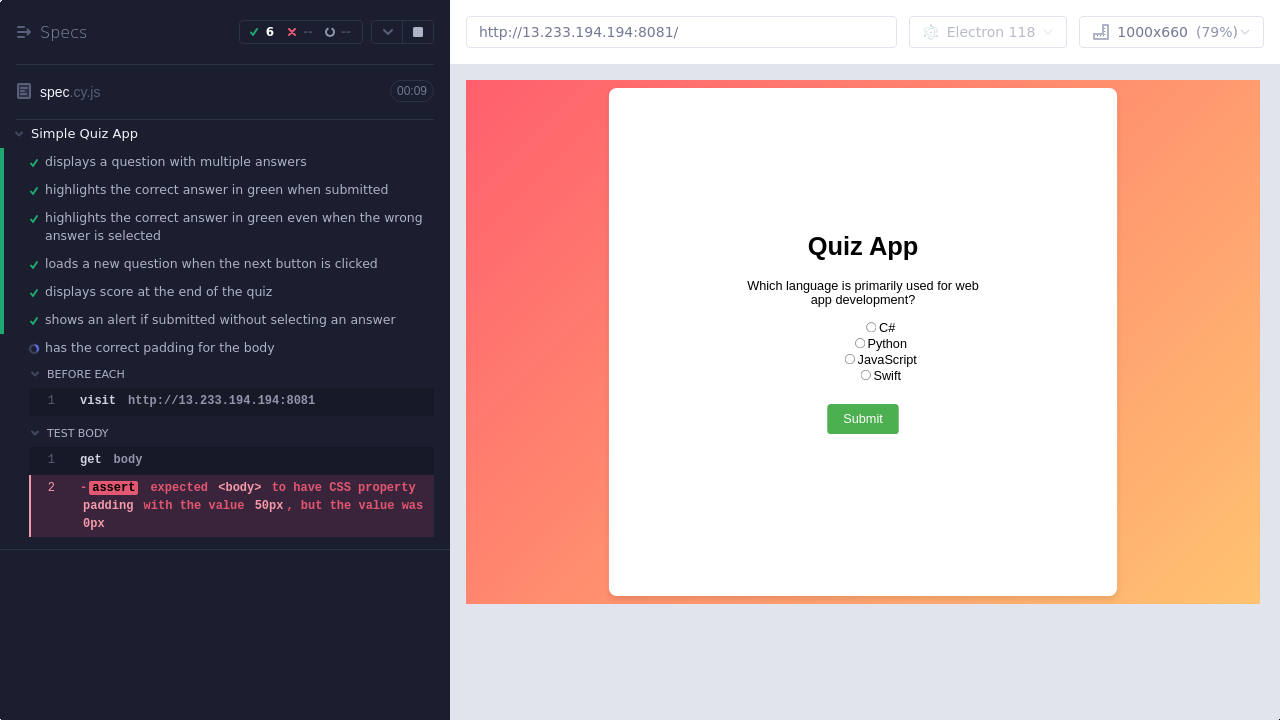 Specs
6 -- --
spec.cy.js
00:09
Simple Quiz App
displays a question with multiple answers
highlights the correct answer in green when submitted
highlights the correct answer in green even when the wrong
answer is selected
loads a new question when the next button is clicked
displays score at the end of the quiz
shows an alert if submitted without selecting an answer
has the correct padding for the body
BEFORE EACH
1 visit http://13.233.194.194:8081
TEST BODY
1 get body
2 -assert expected <body> to have CSS property
padding with the value 50px, but the value was
0px
http://13.233.194.194:8081/
Electron 118
1000x660 (79%)
Quiz App
Which language is primarily used for web
app development?
C#
Python
JavaScript
Swift
Submit